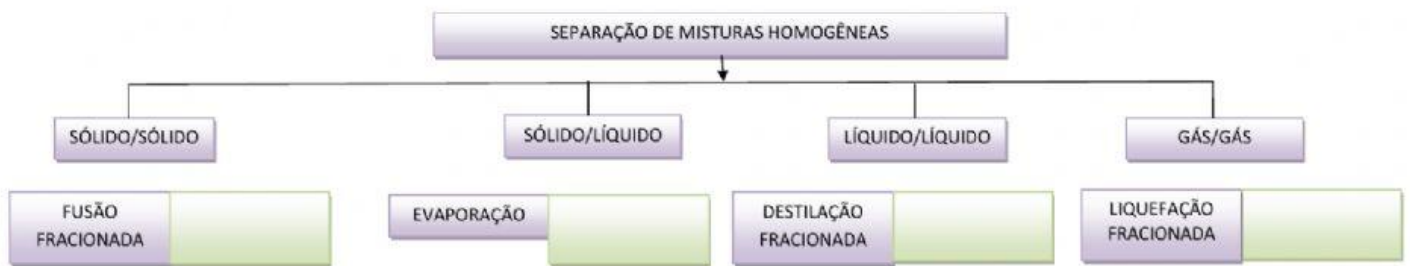 SEPARAÇÃO DE MISTURAS HOMOGÊNEAS
SÓLIDO/SÓLIDO
SÓLIDO/LÍQUIDO
LÍQUIDO/LÍQUIDO
GÁS/GÁS
FUSÃO
FRACIONADA
EVAPORAÇÃO
DESTILAÇÃO
FRACIONADA
LIQUEFAÇÃO
FRACIONADA